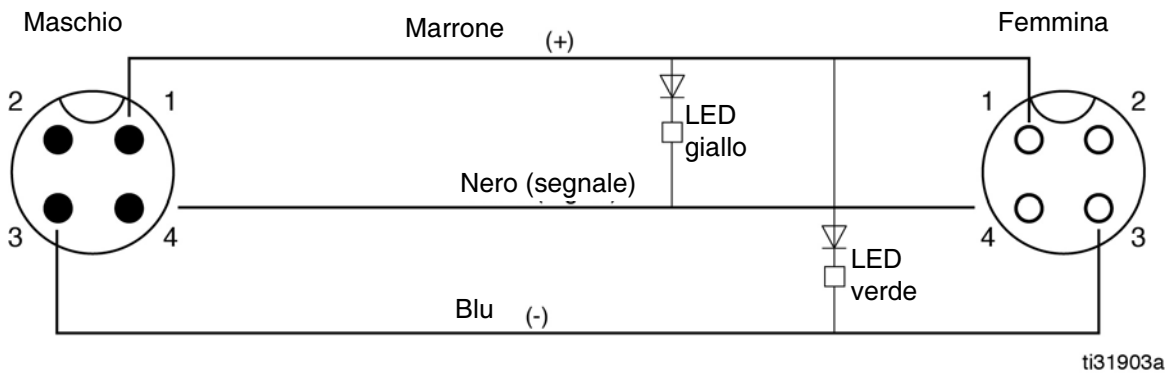 Maschio
Marrone (+)
Femmina
2 1
1 2
LED
giallo
Nero (segnale)
3 4
4 3
LED
verde
Blu (-)
ti31903a